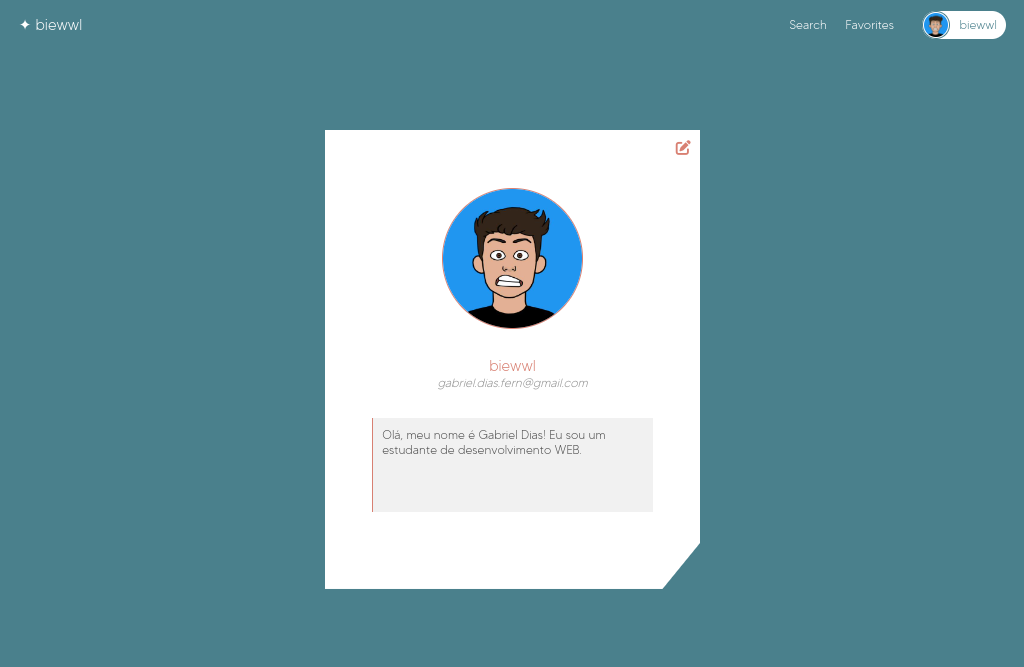 ✦ biewwl
Search Favorites biewwl
biewwl
gabriel.dias.fern@gmail.com
Olá, meu nome é Gabriel Dias! Eu sou um
estudante de desenvolvimento WEB.